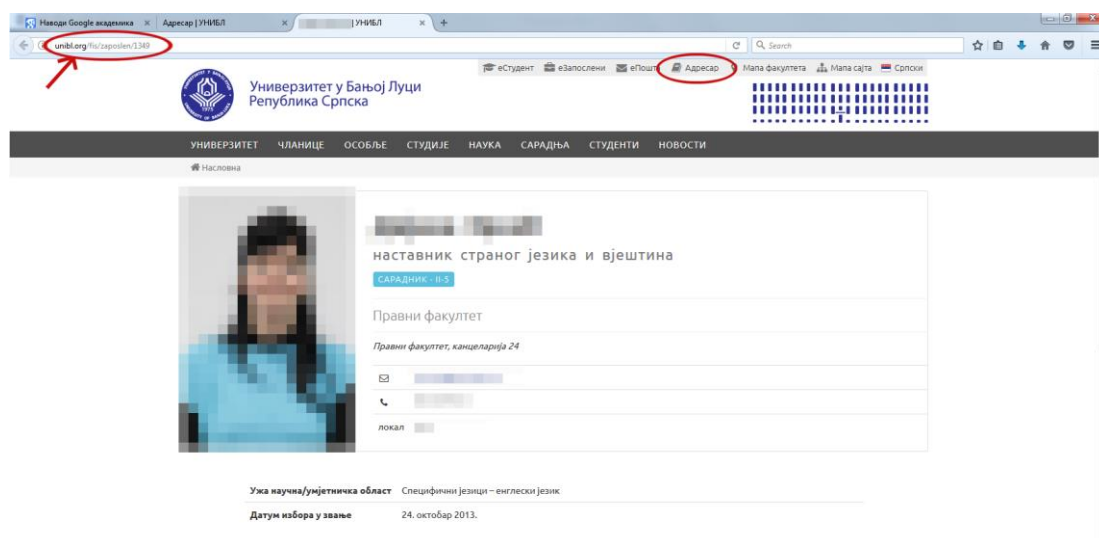 Наводи Google академика
Адресар | УНИБЛ
| УНИБЛ
unibl.org/fis/zaposlen/1349
Search
еСтудент еЗапослени еПошта Адресар Мапа факултета Мапа сајта Српски
Универзитет у Бањој Луци
Република Српска
УНИВЕРЗИТЕТ ЧЛАНИЦЕ ОСОБЉЕ СТУДИЈЕ НАУКА САРАДЊА СТУДЕНТИ НОВОСТИ
Насловна
наставник страног језика и вјештина
САРАДНИК - II-5
Правни факултет
Правни факултет, канцеларија 24
локал
Ужа научна/умјетничка област Специфични језици – енглески језик
Датум избора у звање 24. октобар 2013.